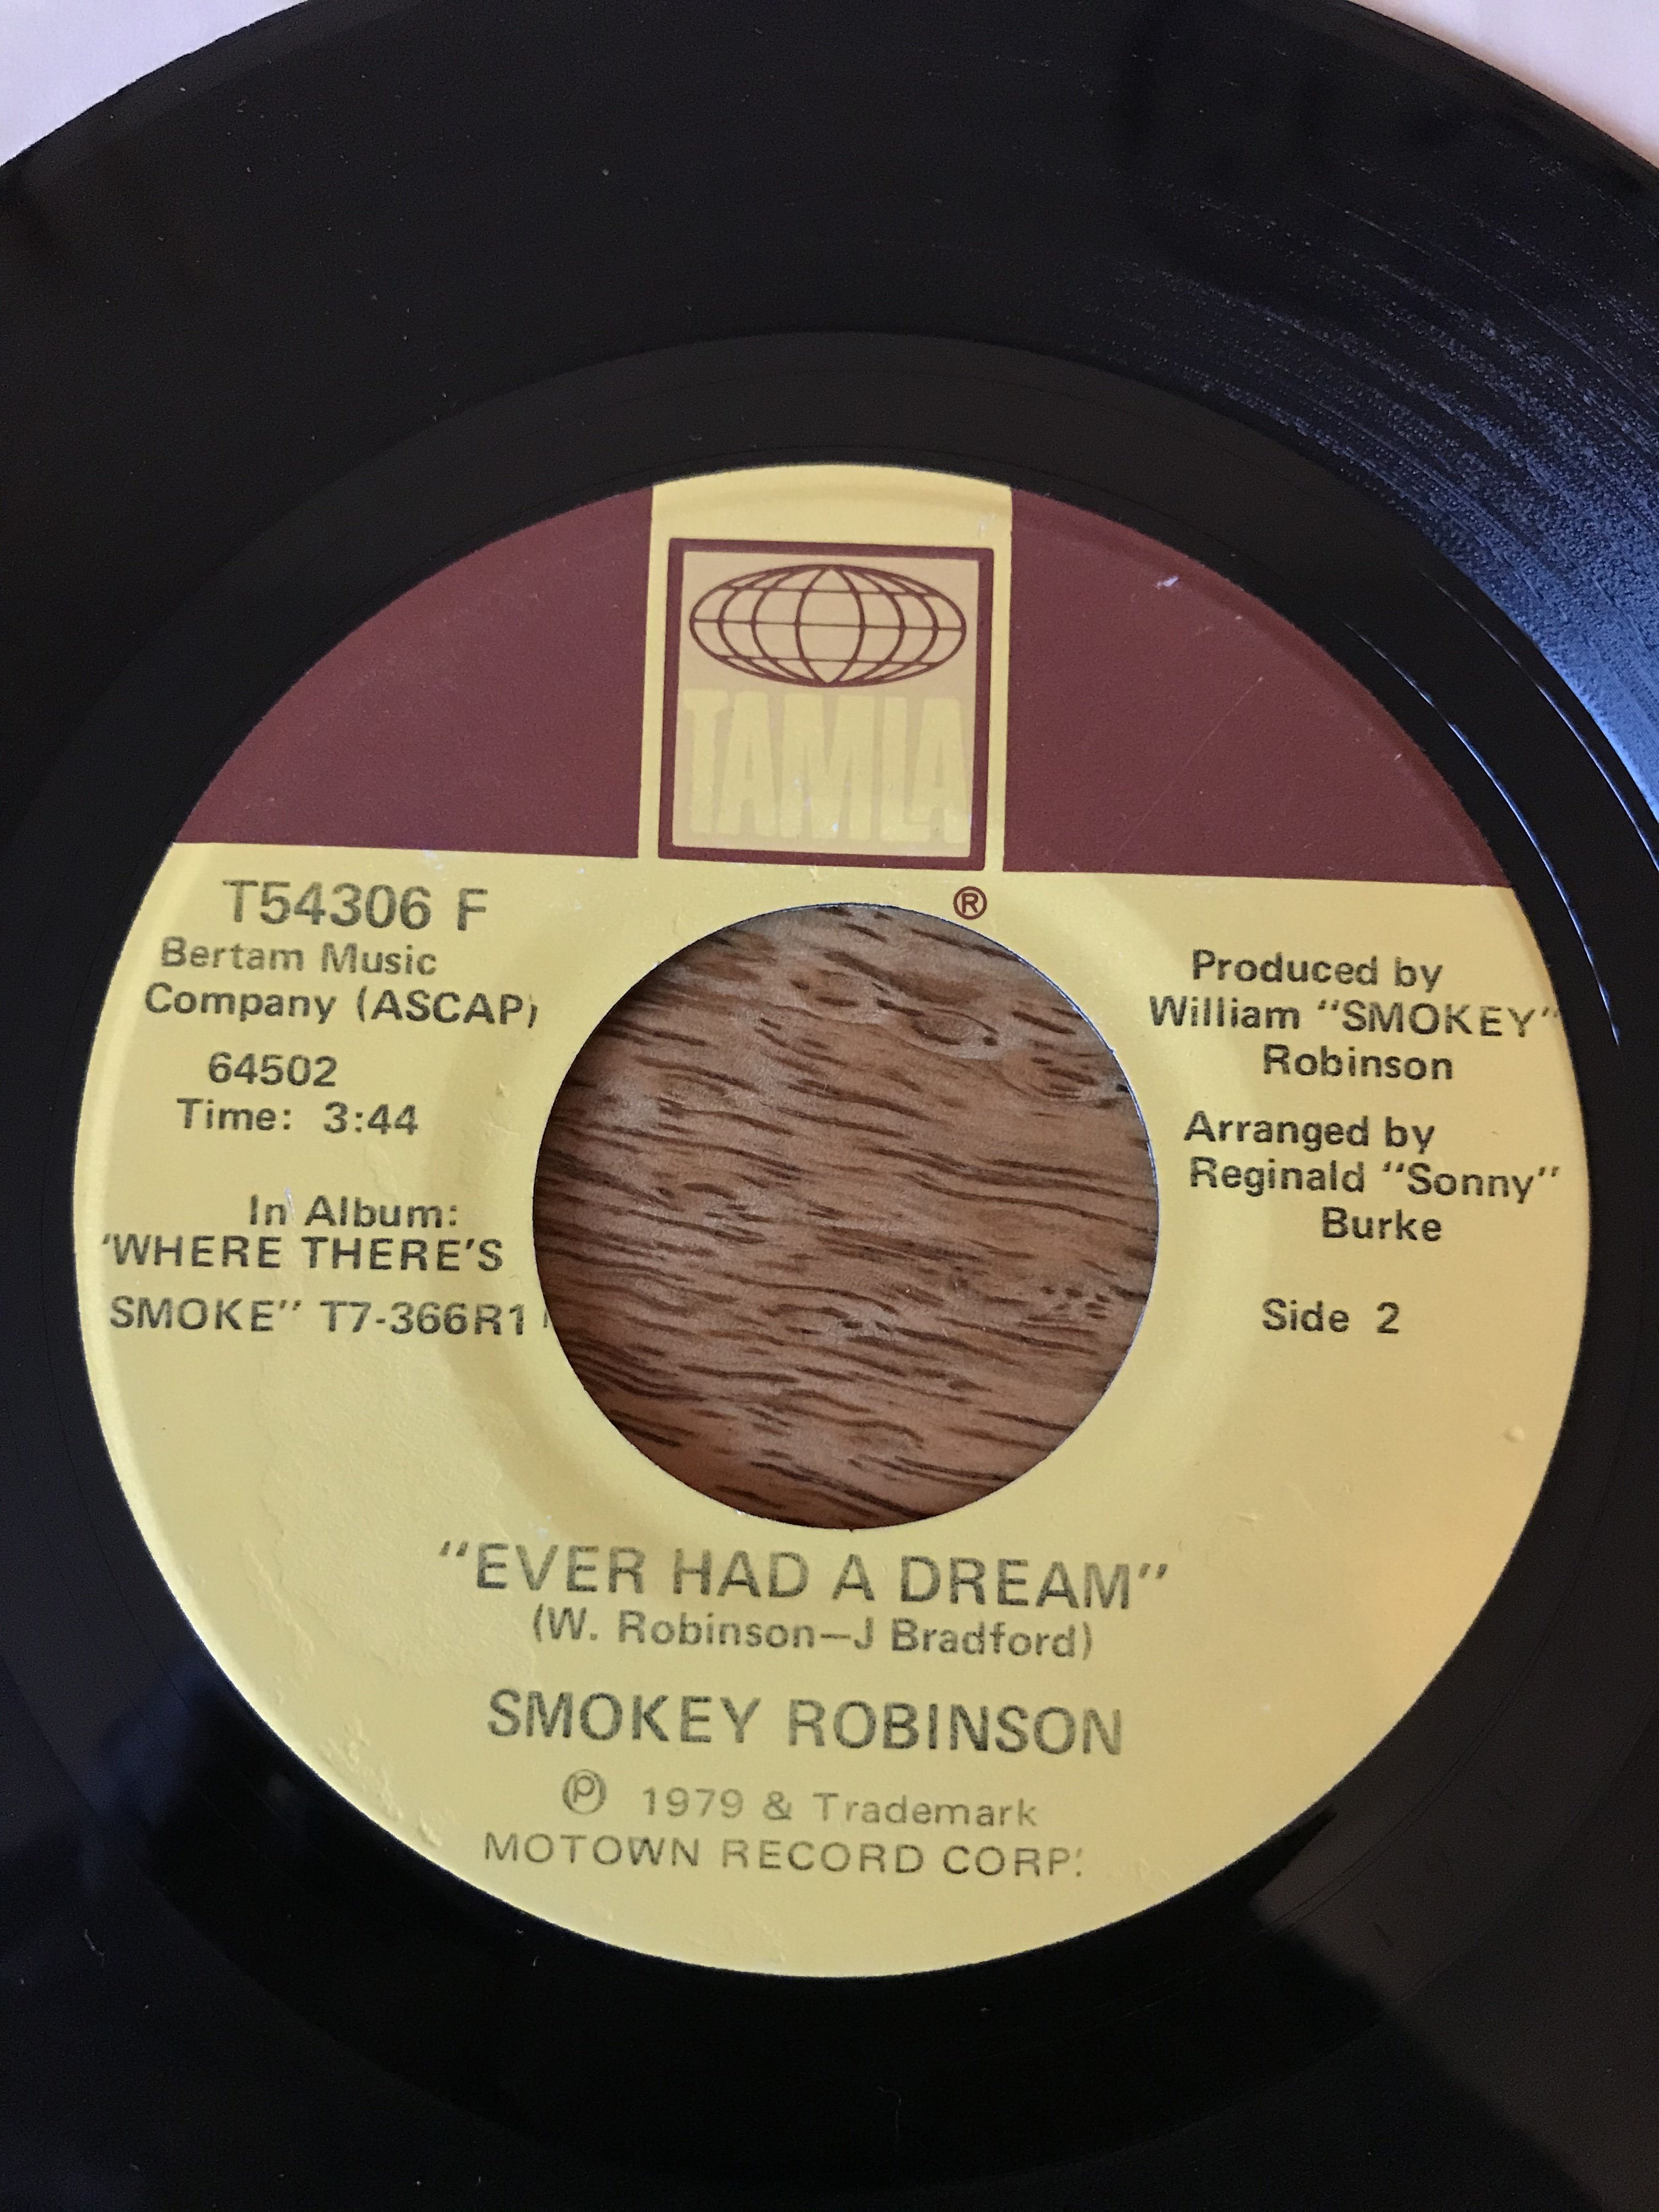 TAMLA
®
T54306 F
Bertam Music
Company (ASCAP)
64502
Time: 3:44
In Album:
'WHERE THERE'S
SMOKE" T7-366R1
Produced by
William "SMOKEY"
Robinson
Arranged by
Reginald "Sonny"
Burke
Side 2
"EVER HAD A DREAM"
(W. Robinson—J Bradford)
SMOKEY ROBINSON
℗ 1979 & Trademark
MOTOWN RECORD CORP.